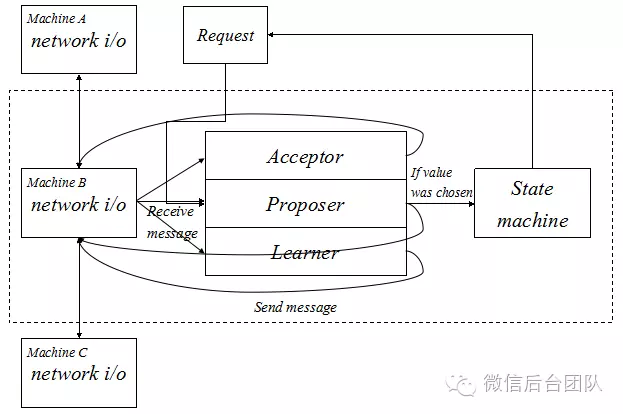 Machine A
network i/o
Request
Machine B
network i/o
Receive
message
Acceptor
Proposer
Learner
If value
was chosen
State
machine
Send message
Machine C
network i/o
微信后台团队